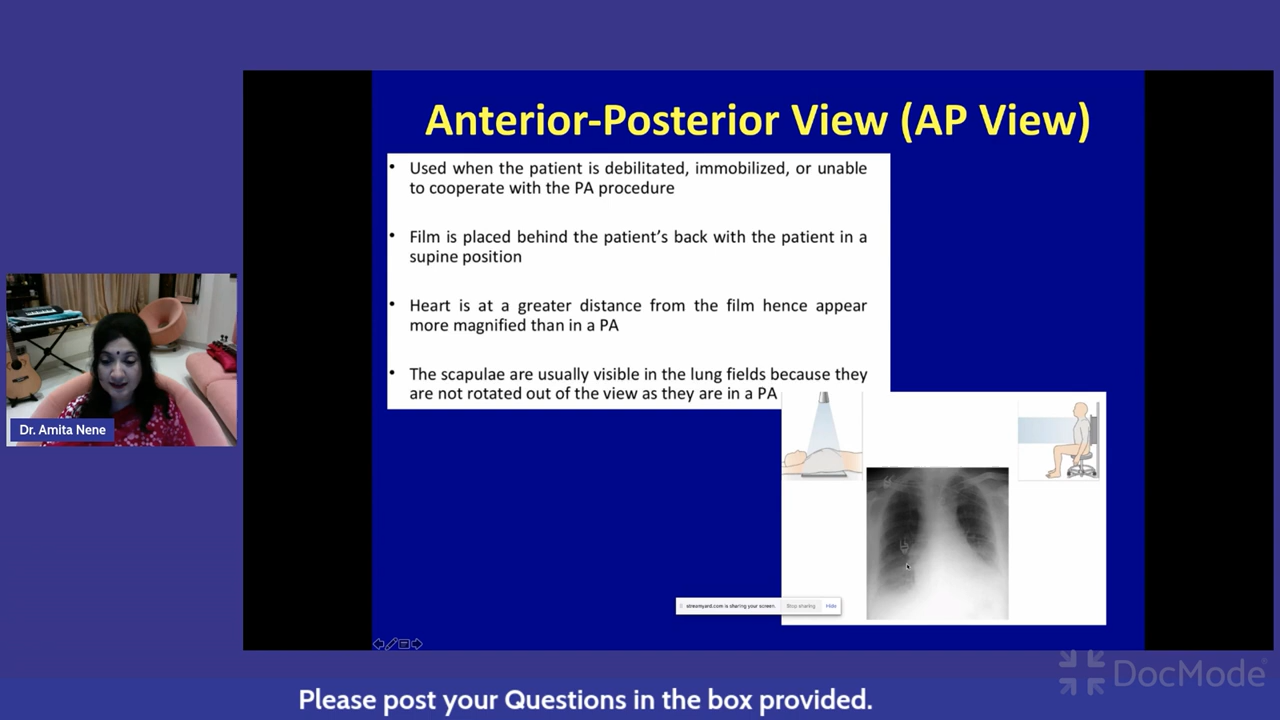 Anterior-Posterior View (AP View)
• Used when the patient is debilitated, immobilized, or unable
to cooperate with the PA procedure
• Film is placed behind the patient's back with the patient in a
supine position
• Heart is at a greater distance from the film hence appear
more magnified than in a PA
• The scapulae are usually visible in the lung fields because they
are not rotated out of the view as they are in a PA
Dr. Amita Nene
streamyard.com is sharing your screen. Stop sharing Hide
DocMode
Please post your Questions in the box provided.